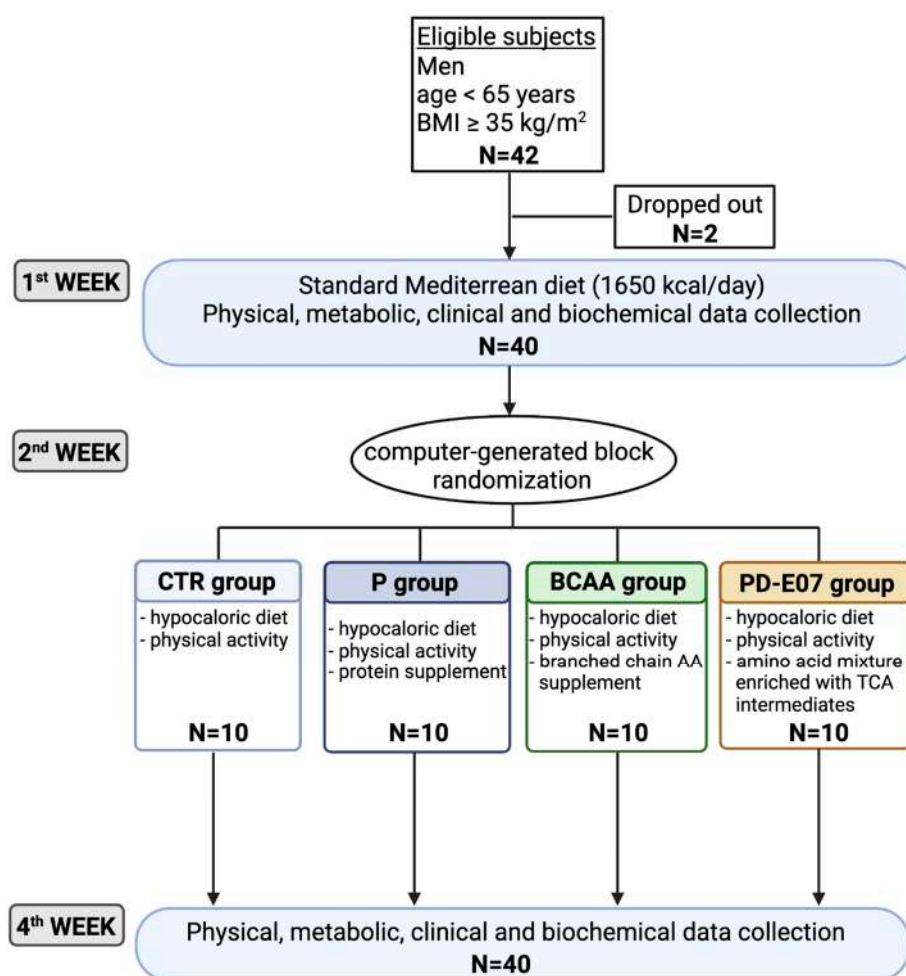 Eligible subjects
Men
age < 65 years
BMI ≥ 35 kg/m²
N=42
Dropped out
N=2
1st WEEK
Standard Mediterrean diet (1650 kcal/day)
Physical, metabolic, clinical and biochemical data collection
N=40
2nd WEEK
computer-generated block
randomization
CTR group
- hypocaloric diet
- physical activity
N=10
P group
- hypocaloric diet
- physical activity
- protein supplement
N=10
BCAA group
- hypocaloric diet
- physical activity
- branched chain AA
supplement
N=10
PD-E07 group
- hypocaloric diet
- physical activity
- amino acid mixture
enriched with TCA
intermediates
N=10
4th WEEK
Physical, metabolic, clinical and biochemical data collection
N=40